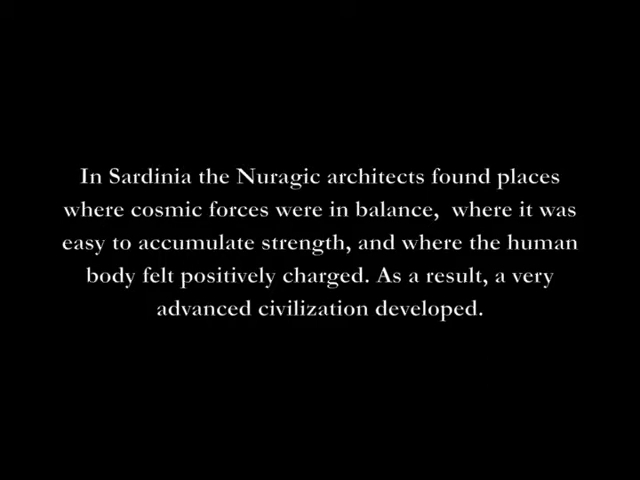 In Sardinia the Nuragic architects found places
where cosmic forces were in balance,  where it was
easy to accumulate strength, and where the human
body felt positively charged. As a result, a very
advanced civilization developed.